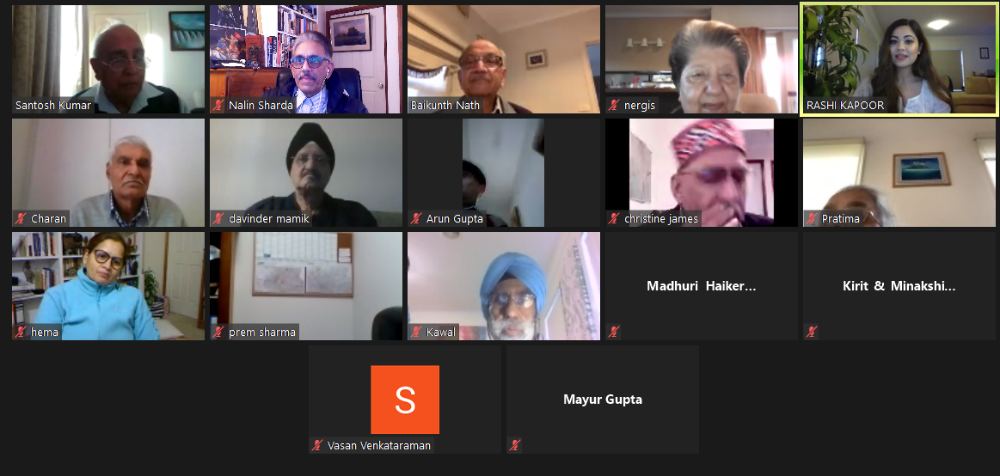 Santosh Kumar
Nalin Sharda
Baikunth Nath
nergis
RASHI KAPOOR
Charan
davinder mamik
Arun Gupta
christine james
Pratima
hema
prem sharma
Kawal
Madhuri Haiker...
Kirit & Minakshi...
S
Vasan Venkataraman
Mayur Gupta